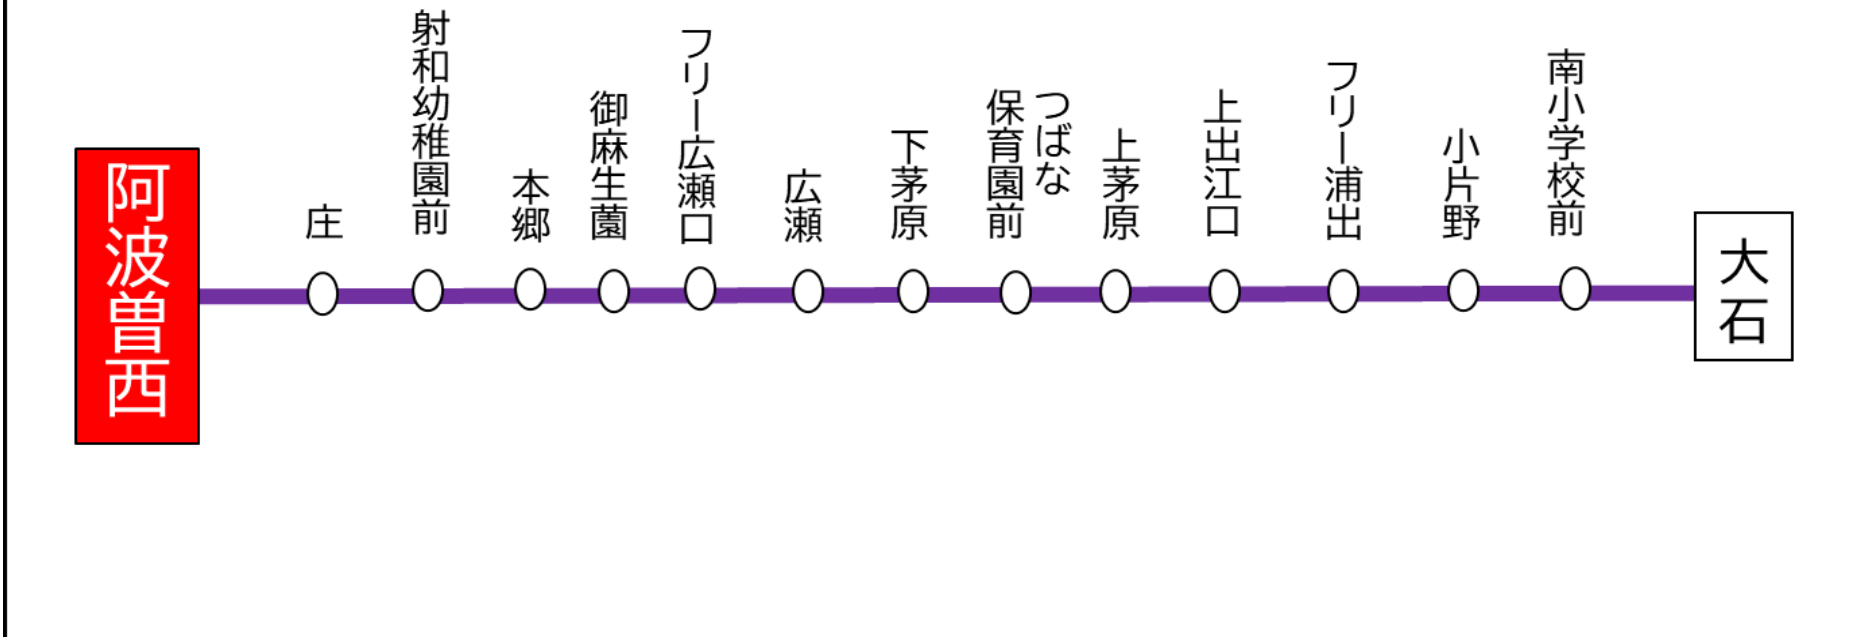 阿波曽西
庄
射和幼稚園前
本郷
御麻生薗
フリー広瀬口
広瀬
下茅原
つばな
保育園前
上茅原
上出江口
フリー浦出
小片野
南小学校前
大石